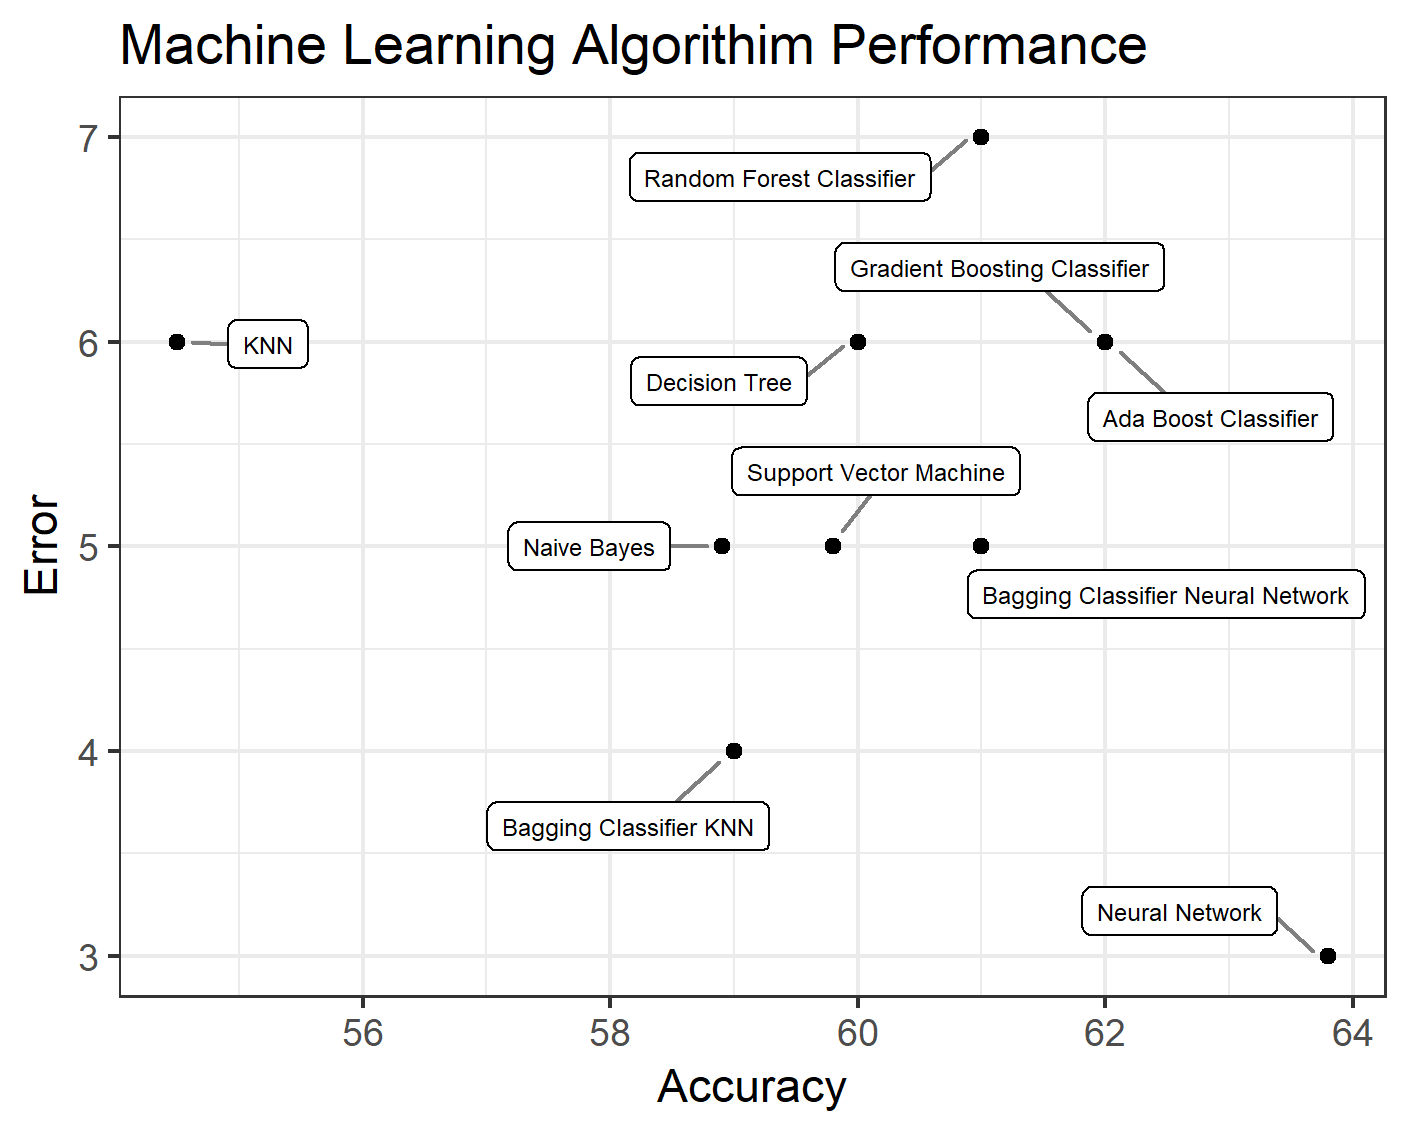 Machine Learning Algorithim Performance
7
Random Forest Classifier
Gradient Boosting Classifier
6
KNN
Decision Tree
Ada Boost Classifier
Support Vector Machine
Error
5
Naive Bayes
Bagging Classifier Neural Network
4
Bagging Classifier KNN
Neural Network
3
56 58 60 62 64
Accuracy